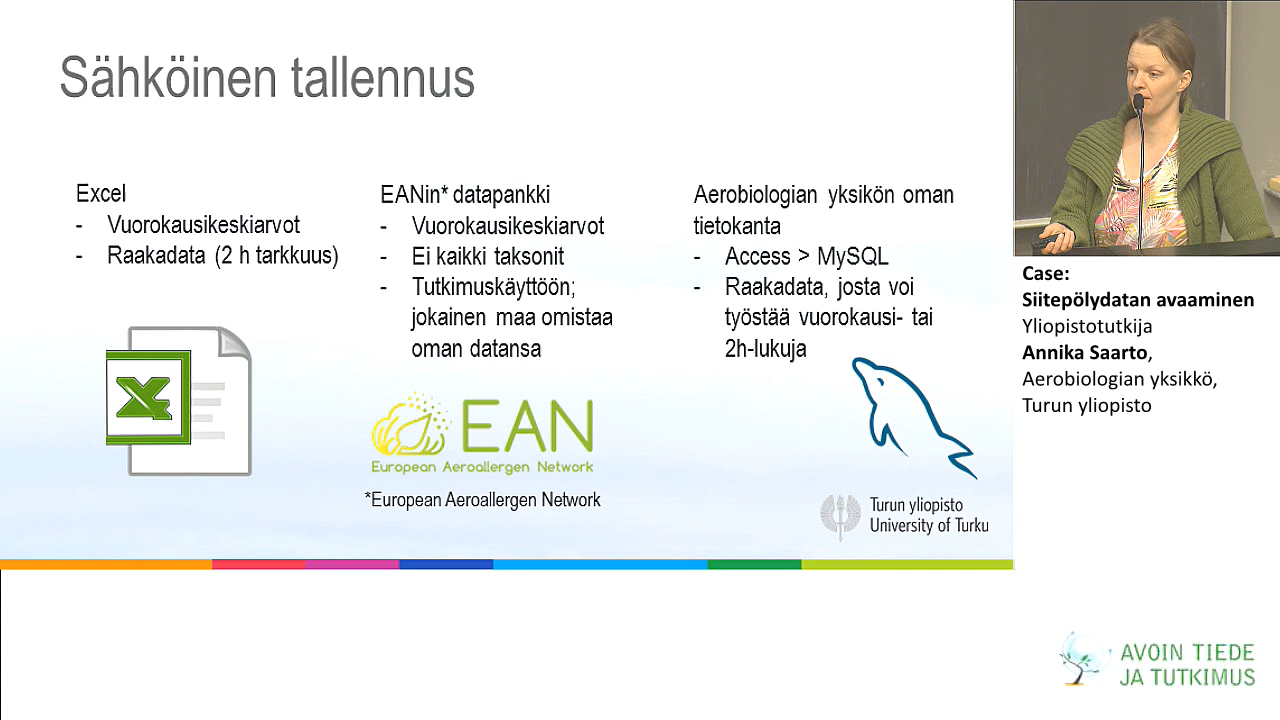 Sähköinen tallennus
Excel
- Vuorokausikeskiarvot
- Raakadata (2 h tarkkuus)
EANin* datapankki
- Vuorokausikeskiarvot
- Ei kaikki taksonit
- Tutkimuskäyttöön;
jokainen maa omistaa
oman datansa
EAN
European Aeroallergen Network
*European Aeroallergen Network
Aerobiologian yksikön oman
tietokanta
- Access > MySQL
- Raakadata, josta voi
työstää vuorokausi- tai
2h-lukuja
Turun yliopisto
University of Turku
Case:
Siitepölydatan avaaminen
Yliopistotutkija
Annika Saarto,
Aerobiologian yksikkö,
Turun yliopisto
AVOIN TIEDE
JA TUTKIMUS